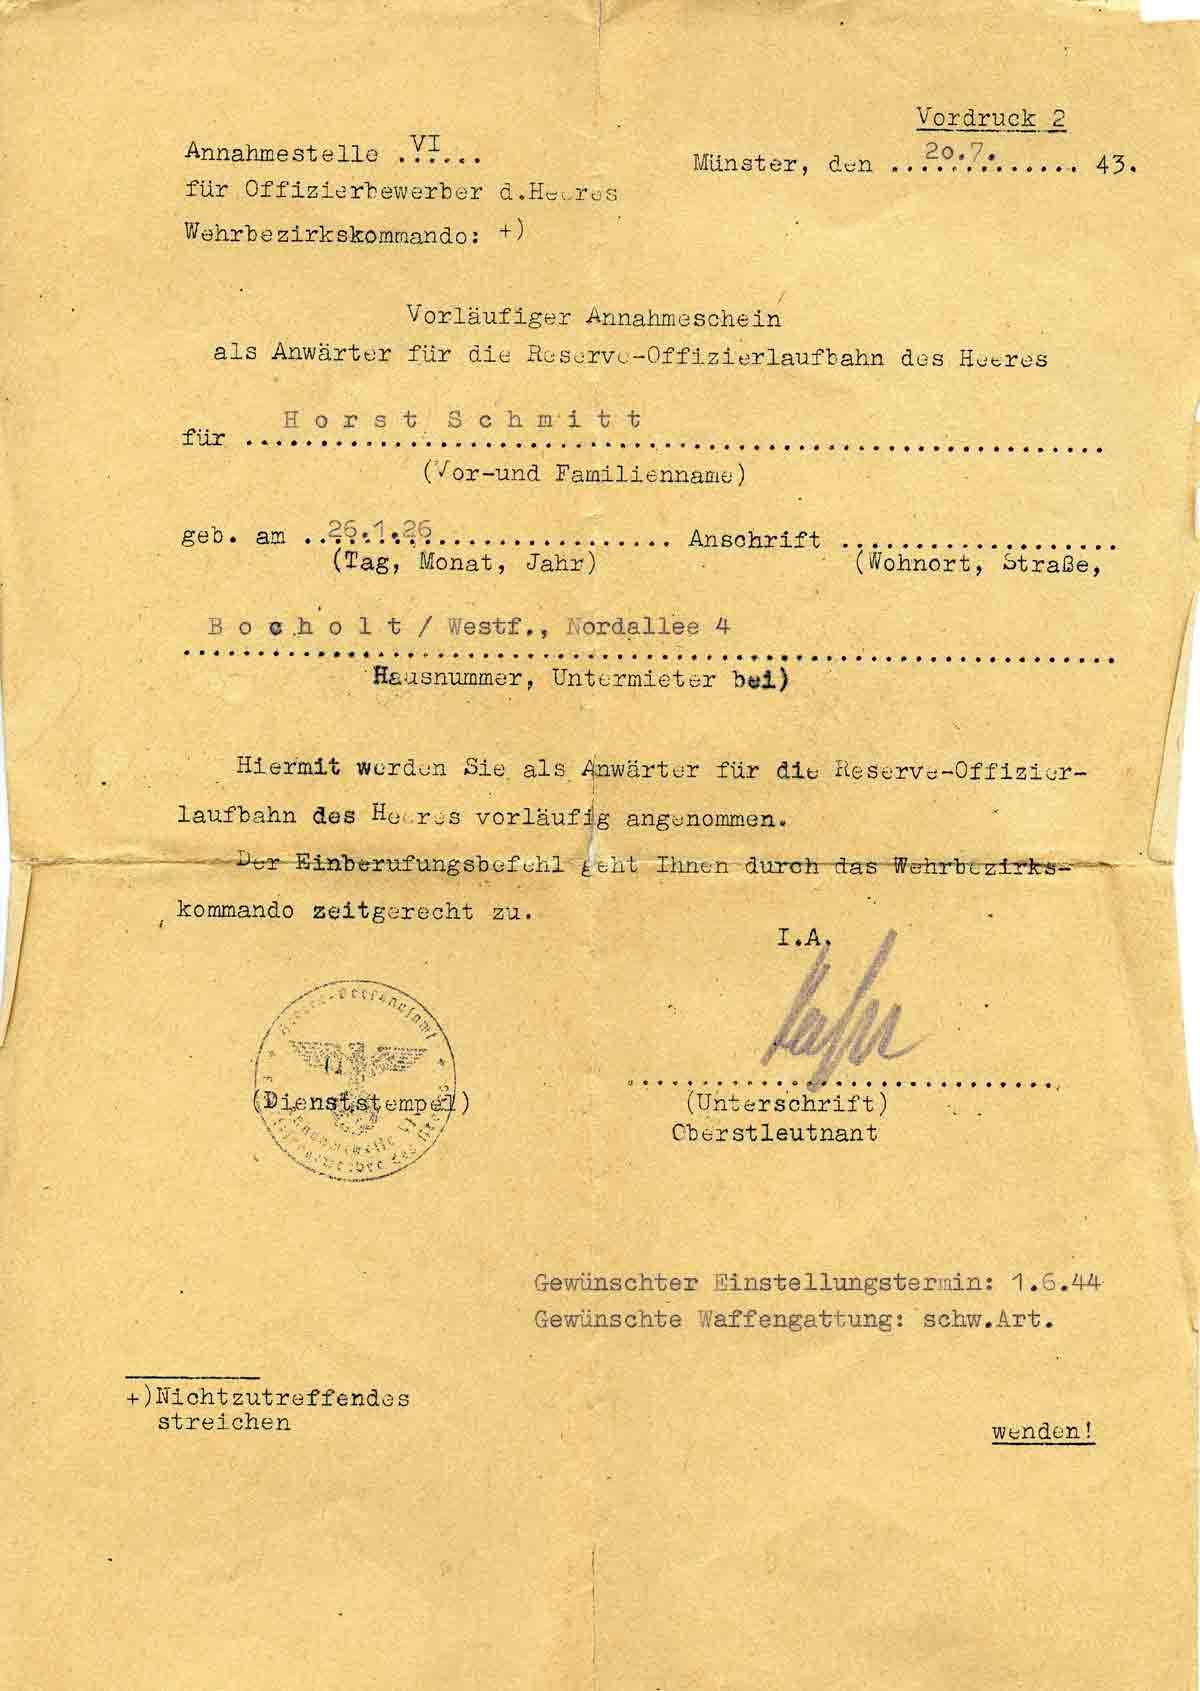 Vordruck 2
Annahmestelle ..VI....
für Offizierbewerber d.Heeres
Wehrbezirkskommando: +)
Münster, den ...20.7....... 43.
Vorläufiger Annahmeschein
als Anwärter für die Reserve-Offizierlaufbahn des Heeres
für Horst Schmitt
(Vor-und Familienname)
geb. am ..26.1.26................ Anschrift ...................
(Tag, Monat, Jahr) (Wohnort, Straße,
Bocholt / Westf., Nordallee 4
Hausnummer, Untermieter bei)
Hiermit werden Sie als Anwärter für die Reserve-Offizier-
laufbahn des Heeres vorläufig angenommen.
Der Einberufungsbefehl geht Ihnen durch das Wehrbezirks-
kommando zeitgerecht zu.
I.A.
(Dienststempel)
(Unterschrift)
Oberstleutnant
Gewünschter Einstellungstermin: 1.6.44
Gewünschte Waffengattung: schw.Art.
+)Nichtzutreffendes
streichen
wenden!